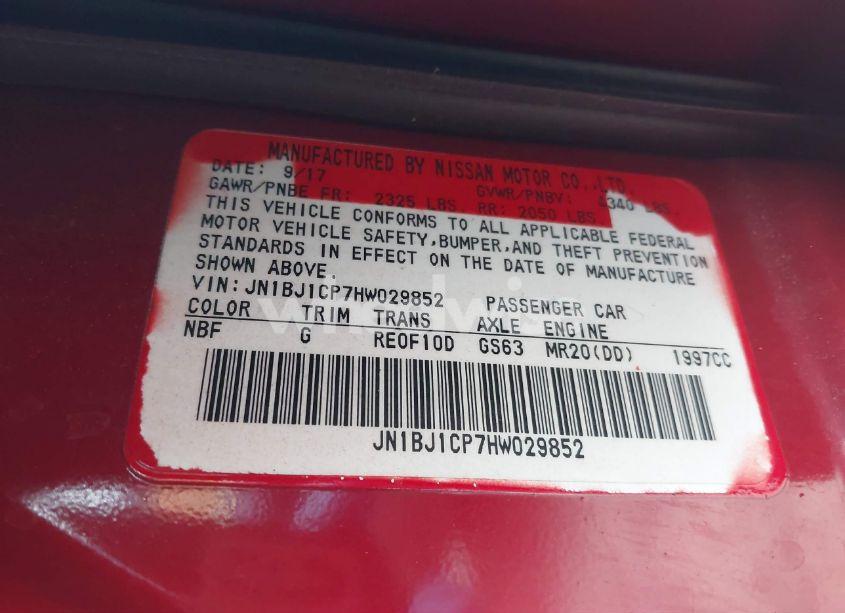 MANUFACTURED BY NISSAN MOTOR CO.,LTD.
DATE: 9/17 GVWR/PNBV: 4340 LBS.
GAWR/PNBE FR: 2325 LBS. RR: 2050 LBS.
THIS VEHICLE CONFORMS TO ALL APPLICABLE FEDERAL
MOTOR VEHICLE SAFETY,BUMPER,AND THEFT PREVENTION
STANDARDS IN EFFECT ON THE DATE OF MANUFACTURE
SHOWN ABOVE.
VIN:JN1BJ1CP7HW029852 PASSENGER CAR
COLOR TRIM TRANS AXLE ENGINE
NBF G RE0F10D GS63 MR20(DD) 1997CC
JN1BJ1CP7HW029852